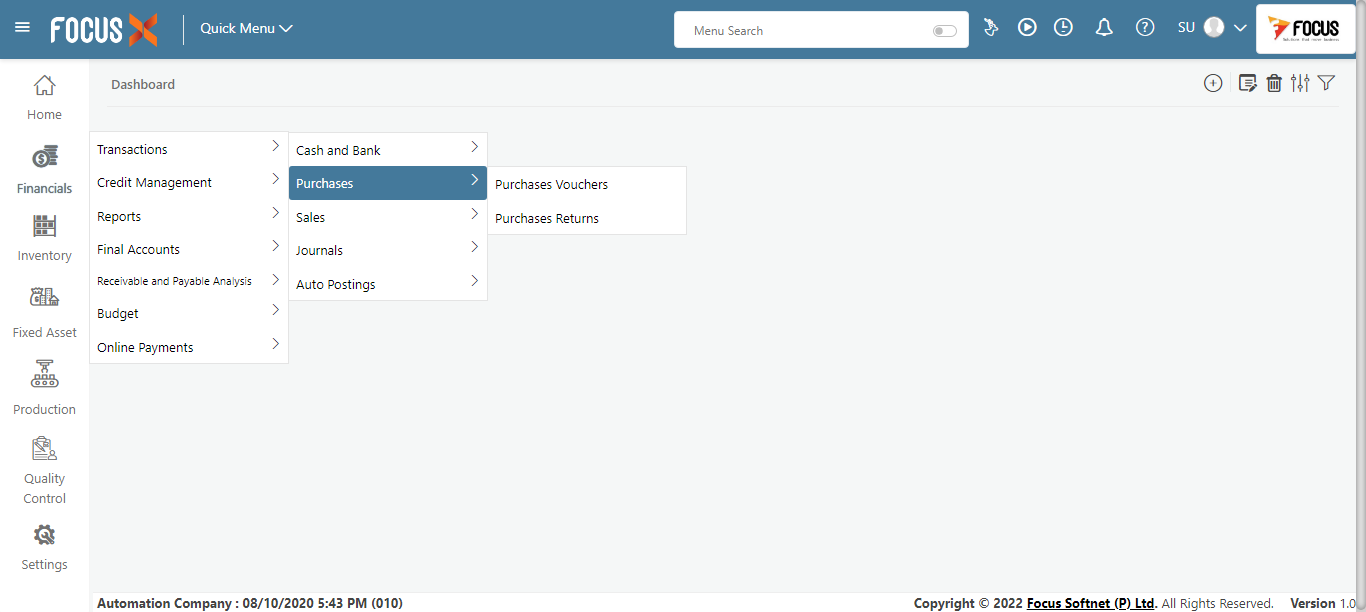 FOCUS X
Quick Menu
Menu Search
SU
FOCUS
Dashboard
Home
Financials
Inventory
Fixed Asset
Production
Quality
Control
Settings
Transactions
Credit Management
Reports
Final Accounts
Receivable and Payable Analysis
Budget
Online Payments
Cash and Bank
Purchases
Sales
Journals
Auto Postings
Purchases Vouchers
Purchases Returns
Automation Company : 08/10/2020 5:43 PM (010)
Copyright © 2022 Focus Softnet (P) Ltd. All Rights Reserved. Version 1.0